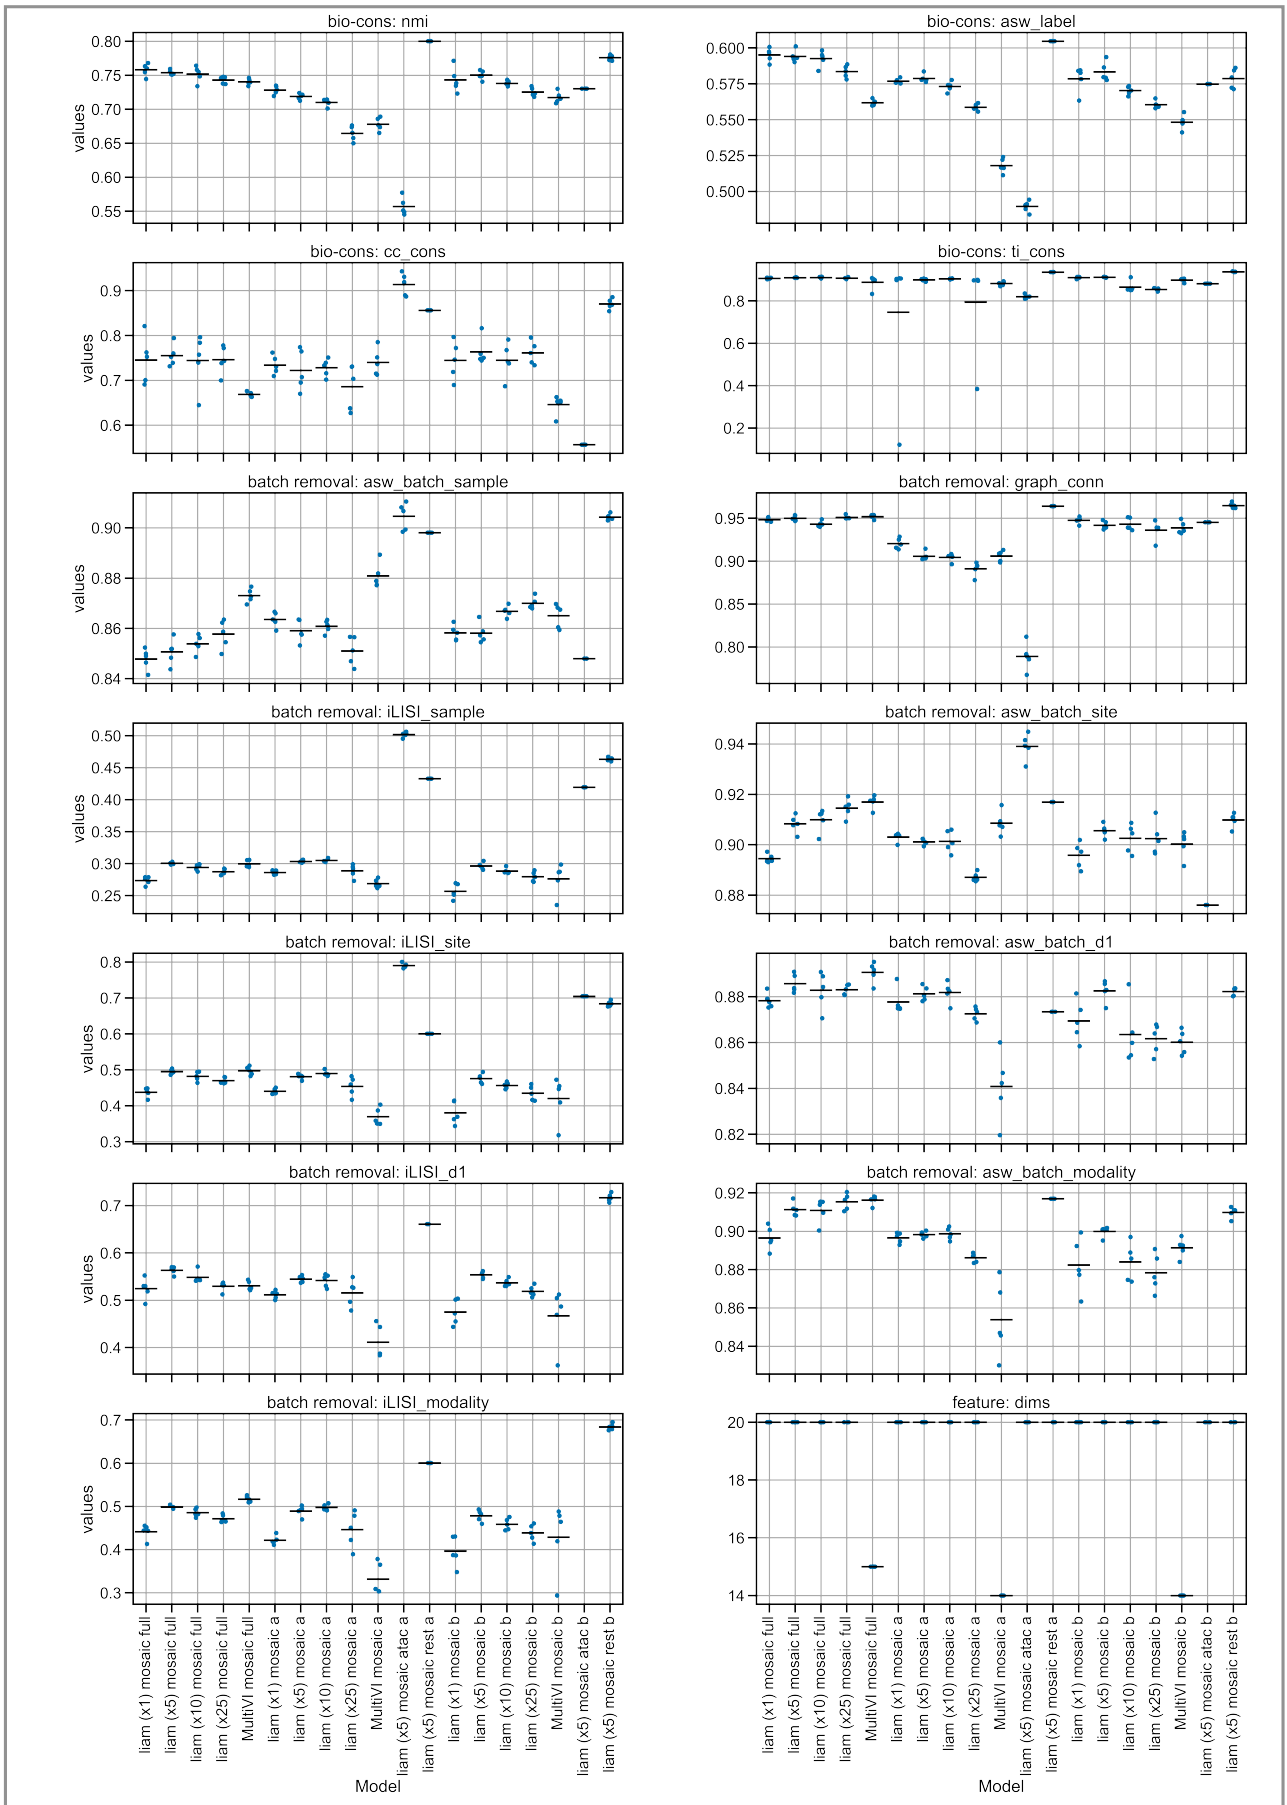 bio-cons: nmi
values
0.80
0.75
0.70
0.65
0.60
0.55
bio-cons: asw_label
0.600
0.575
0.550
0.525
0.500
bio-cons: cc_cons
values
0.9
0.8
0.7
0.6
bio-cons: ti_cons
0.8
0.6
0.4
0.2
batch removal: asw_batch_sample
values
0.90
0.88
0.86
0.84
batch removal: graph_conn
0.95
0.90
0.85
0.80
batch removal: iLISI_sample
values
0.50
0.45
0.40
0.35
0.30
0.25
batch removal: asw_batch_site
0.94
0.92
0.90
0.88
batch removal: iLISI_site
values
0.8
0.7
0.6
0.5
0.4
0.3
batch removal: asw_batch_d1
0.88
0.86
0.84
0.82
batch removal: iLISI_d1
values
0.7
0.6
0.5
0.4
batch removal: asw_batch_modality
0.92
0.90
0.88
0.86
0.84
batch removal: iLISI_modality
values
0.7
0.6
0.5
0.4
0.3
feature: dims
20
18
16
14
liam (x1) mosaic full
liam (x5) mosaic full
liam (x10) mosaic full
liam (x25) mosaic full
MultiVI mosaic full
liam (x1) mosaic a
liam (x5) mosaic a
liam (x10) mosaic a
liam (x25) mosaic a
MultiVI mosaic a
liam (x5) mosaic atac a
liam (x5) mosaic rest a
liam (x1) mosaic b
liam (x5) mosaic b
liam (x10) mosaic b
liam (x25) mosaic b
MultiVI mosaic b
liam (x5) mosaic atac b
liam (x5) mosaic rest b
Model
liam (x1) mosaic full
liam (x5) mosaic full
liam (x10) mosaic full
liam (x25) mosaic full
MultiVI mosaic full
liam (x1) mosaic a
liam (x5) mosaic a
liam (x10) mosaic a
liam (x25) mosaic a
MultiVI mosaic a
liam (x5) mosaic atac a
liam (x5) mosaic rest a
liam (x1) mosaic b
liam (x5) mosaic b
liam (x10) mosaic b
liam (x25) mosaic b
MultiVI mosaic b
liam (x5) mosaic atac b
liam (x5) mosaic rest b
Model